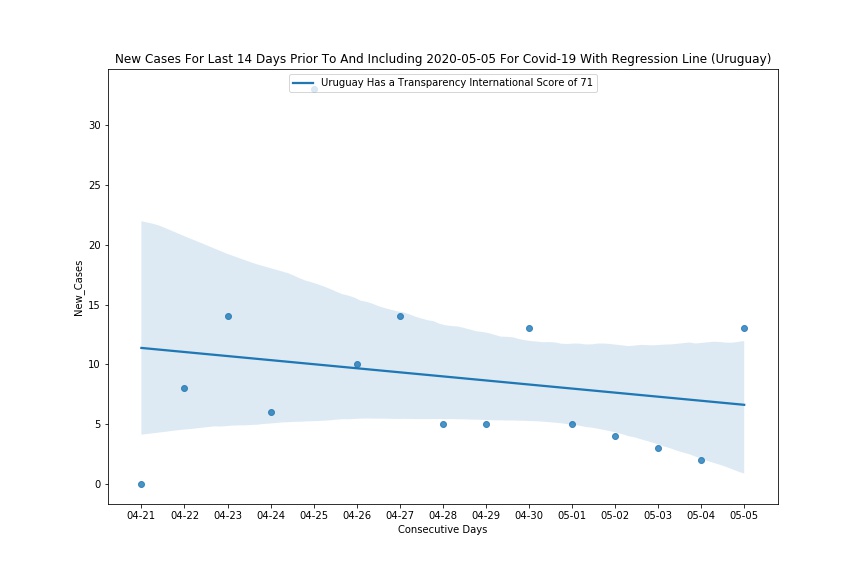 New Cases For Last 14 Days Prior To And Including 2020-05-05 For Covid-19 With Regression Line (Uruguay)
Uruguay Has a Transparency International Score of 71
New_Cases
30
25
20
15
10
5
0
04-21 04-22 04-23 04-24 04-25 04-26 04-27 04-28 04-29 04-30 05-01 05-02 05-03 05-04 05-05
Consecutive Days